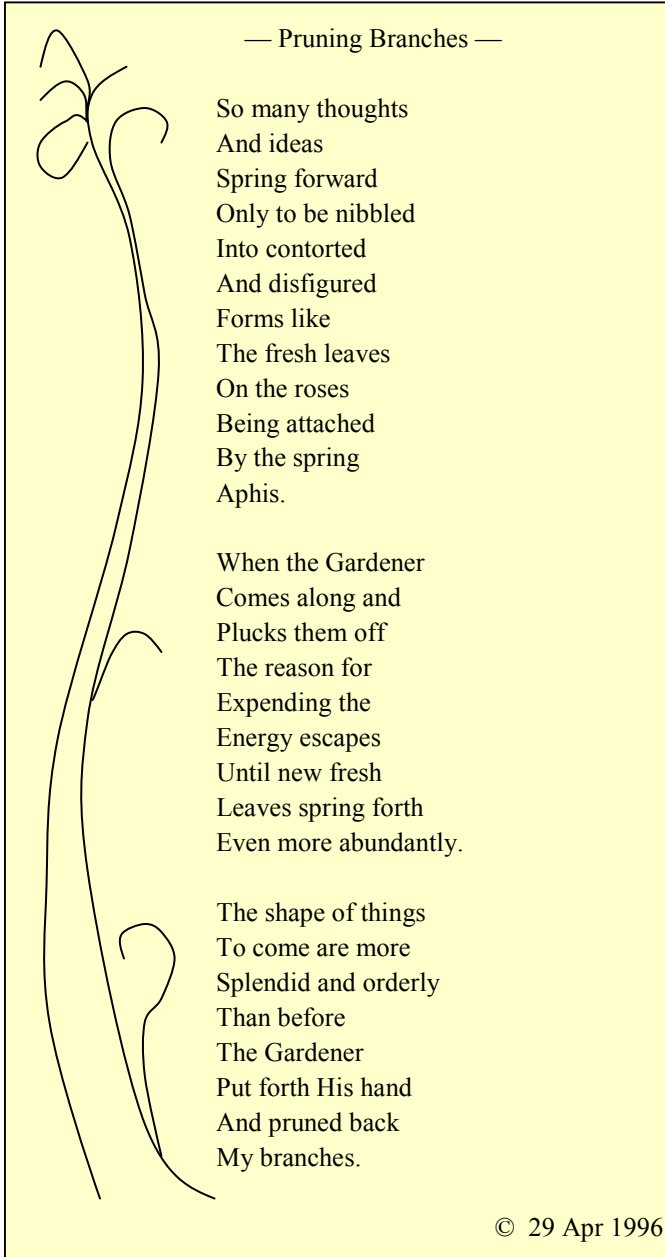 — Pruning Branches —
So many thoughts
And ideas
Spring forward
Only to be nibbled
Into contorted
And disfigured
Forms like
The fresh leaves
On the roses
Being attached
By the spring
Aphis.
When the Gardener
Comes along and
Plucks them off
The reason for
Expending the
Energy escapes
Until new fresh
Leaves spring forth
Even more abundantly.
The shape of things
To come are more
Splendid and orderly
Than before
The Gardener
Put forth His hand
And pruned back
My branches.
© 29 Apr 1996